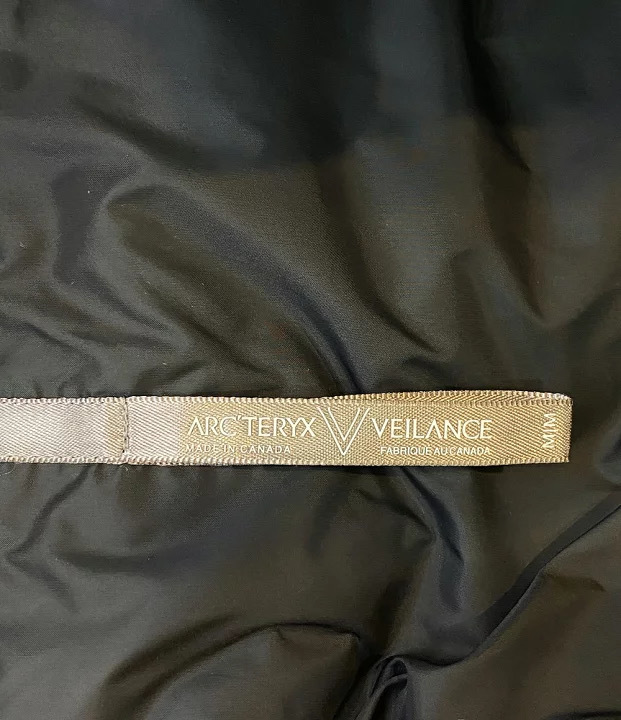 ARC'TERYX VEILANCE
MADE IN CANADA FABRIQUE AU CANADA
M/M